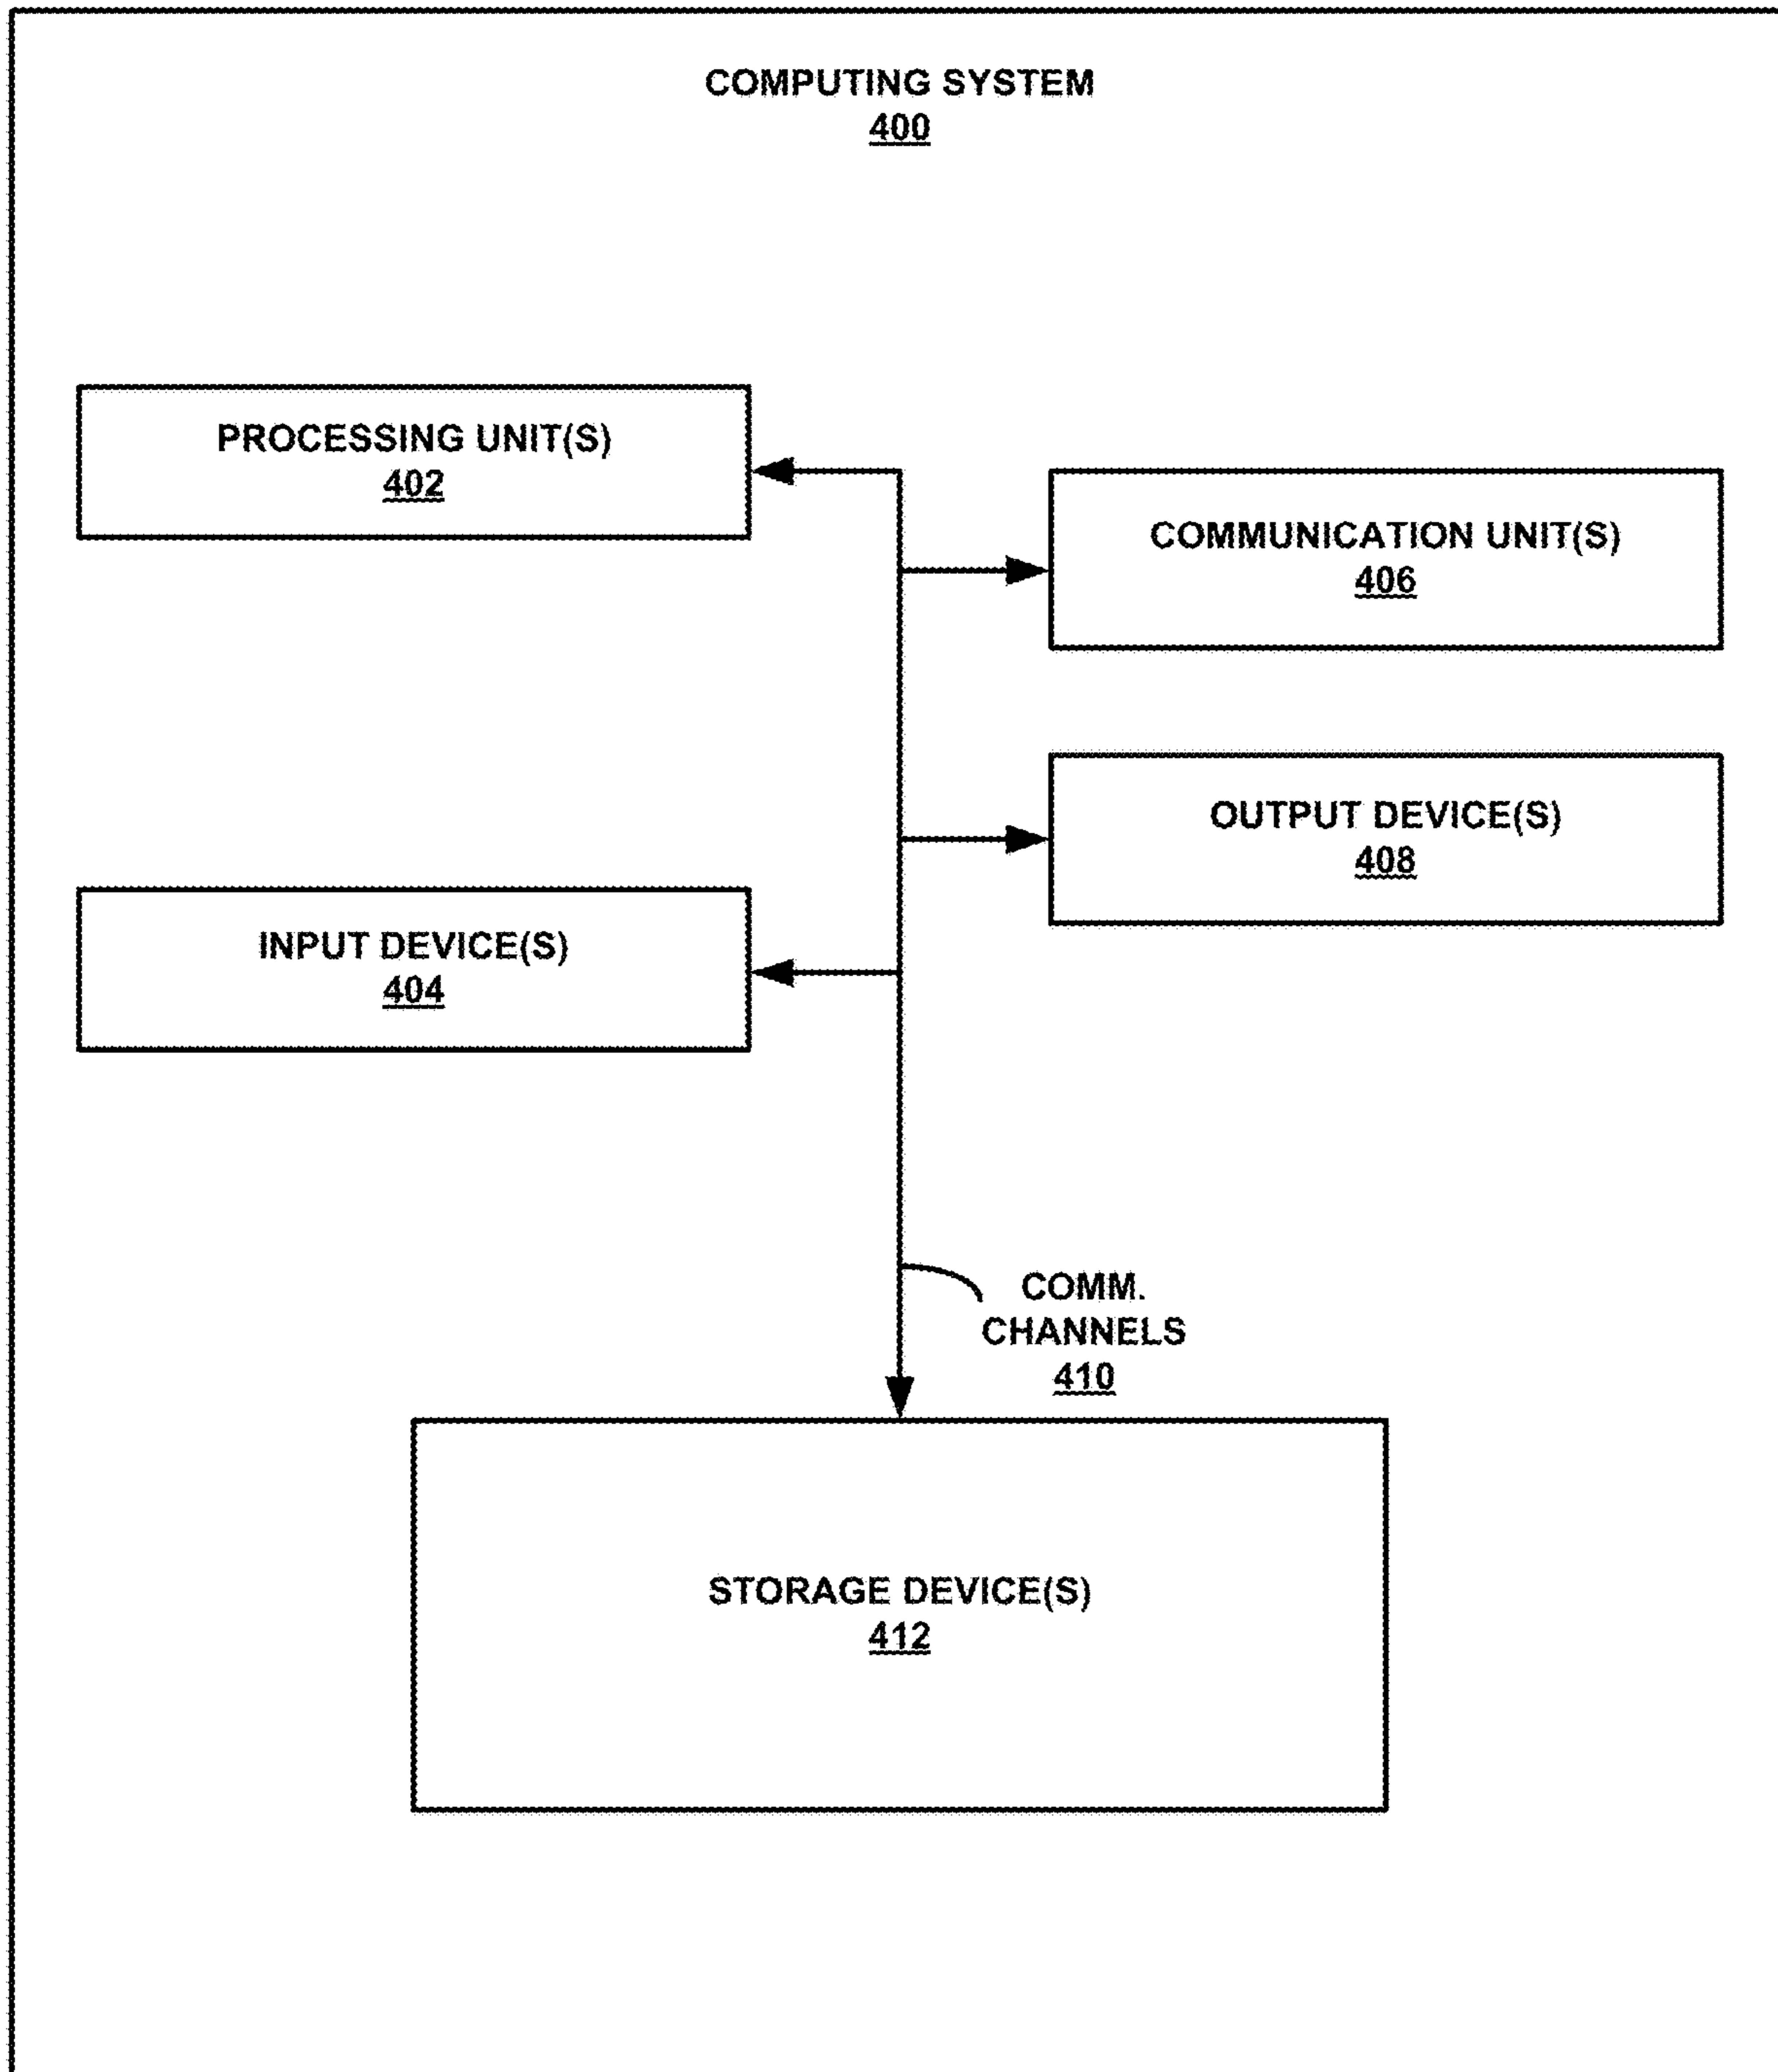 COMPUTING SYSTEM
400
PROCESSING UNIT(S)
402
COMMUNICATION UNIT(S)
406
OUTPUT DEVICE(S)
408
INPUT DEVICE(S)
404
COMM.
CHANNELS
410
STORAGE DEVICE(S)
412